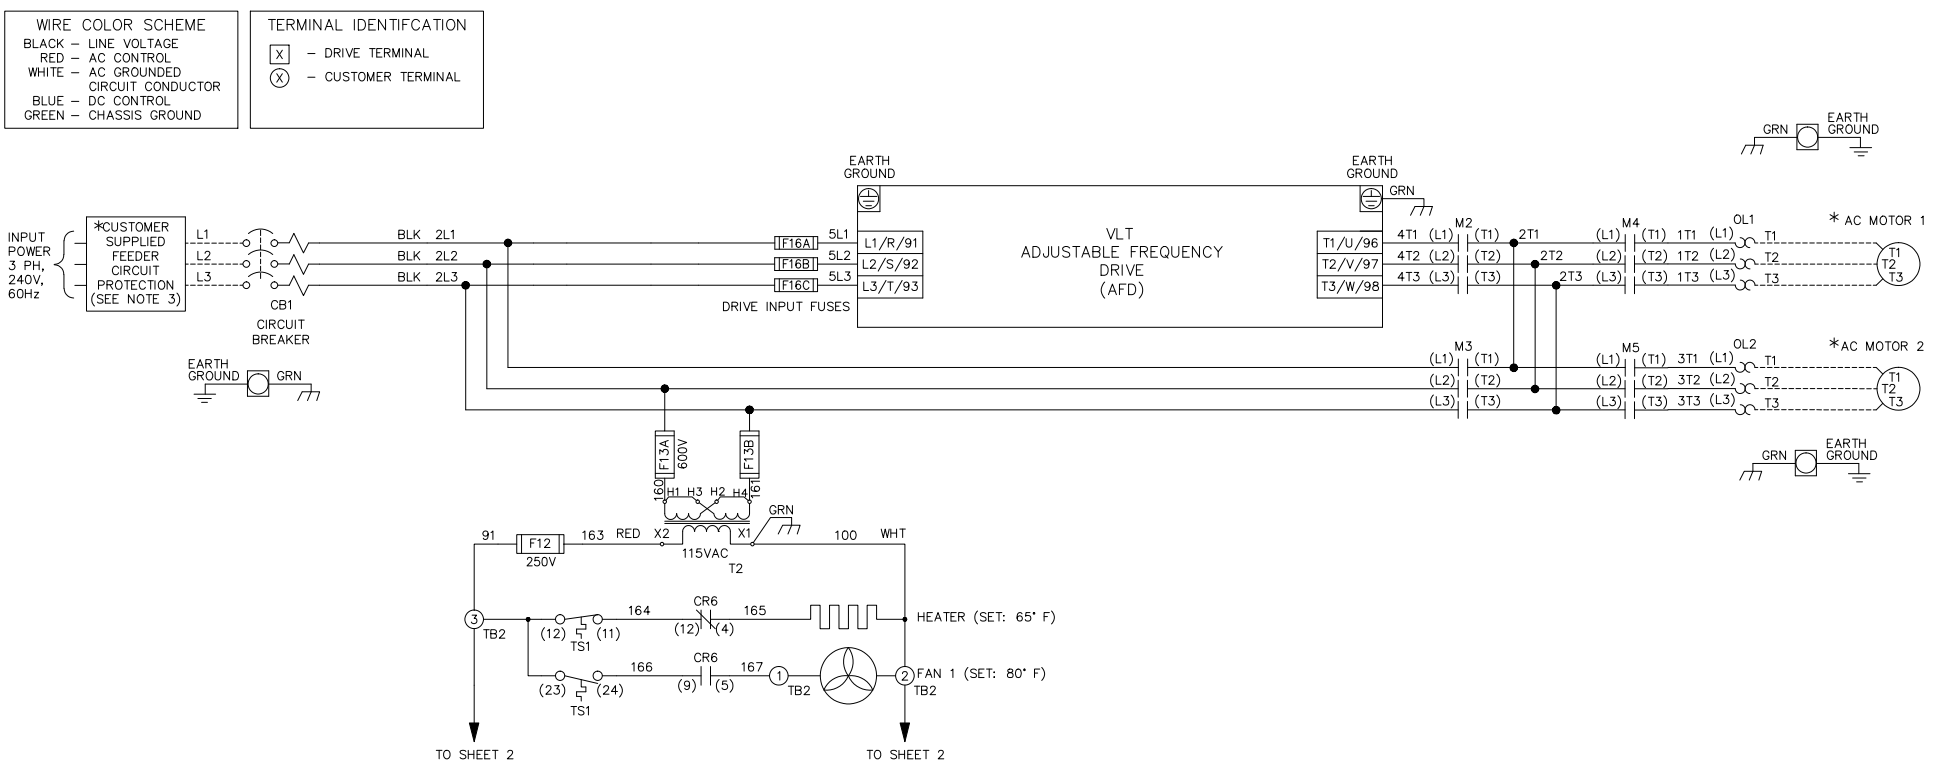 WIRE COLOR SCHEME
BLACK – LINE VOLTAGE
RED – AC CONTROL
WHITE – AC GROUNDED
CIRCUIT CONDUCTOR
BLUE – DC CONTROL
GREEN – CHASSIS GROUND
TERMINAL IDENTIFCATION
X – DRIVE TERMINAL
X – CUSTOMER TERMINAL
INPUT
POWER
3 PH,
240V,
60Hz
*CUSTOMER
SUPPLIED
FEEDER
CIRCUIT
PROTECTION
(SEE NOTE 3)
L1
L2
L3
CB1
CIRCUIT
BREAKER
BLK 2L1
BLK 2L2
BLK 2L3
EARTH
GROUND
GRN
F16A
F16B
F16C
5L1
5L2
5L3
DRIVE INPUT FUSES
EARTH
GROUND
L1/R/91
L2/S/92
L3/T/93
VLT
ADJUSTABLE FREQUENCY
DRIVE
(AFD)
EARTH
GROUND
GRN
T1/U/96
T2/V/97
T3/W/98
4T1 (L1) M2 (T1) 2T1 (L1) M4 (T1) 1T1 (L1) OL1 T1
4T2 (L2) (T2) 2T2 (L2) (T2) 1T2 (L2) T2
4T3 (L3) (T3) 2T3 (L3) (T3) 1T3 (L3) T3
GRN
EARTH
GROUND
* AC MOTOR 1
T1
T2
T3
(L1) M3 (T1) (L1) M5 (T1) 3T1 (L1) OL2 T1
(L2) (T2) (L2) (T2) 3T2 (L2) T2
(L3) (T3) (L3) (T3) 3T3 (L3) T3
*AC MOTOR 2
T1
T2
T3
GRN
EARTH
GROUND
F13A
600V
F13B
160
161
H1 H3 H2 H4
GRN
91
F12
250V
163 RED X2
115VAC
X1
100 WHT
T2
3
TB2
(12) (11)
TS1
164
CR6
(12) (4)
165
HEATER (SET: 65° F)
(23) (24)
TS1
166
CR6
(9) (5)
167
1
TB2
2
TB2
FAN 1 (SET: 80° F)
TO SHEET 2
TO SHEET 2